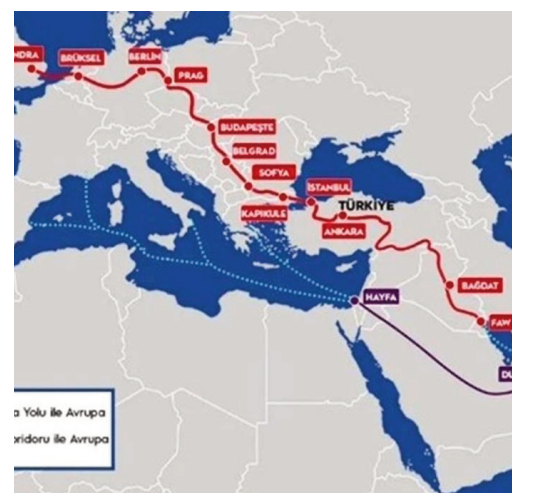 NDRA
BRÜKSEL
BERLİN
PRAG
BUDAPEŞTE
BELGRAD
SOFYA
KAPIKULE
İSTANBUL
TÜRKİYE
ANKARA
BAĞDAT
HAYFA
FAW
DU
a Yolu ile Avrupa
oridoru ile Avrupa